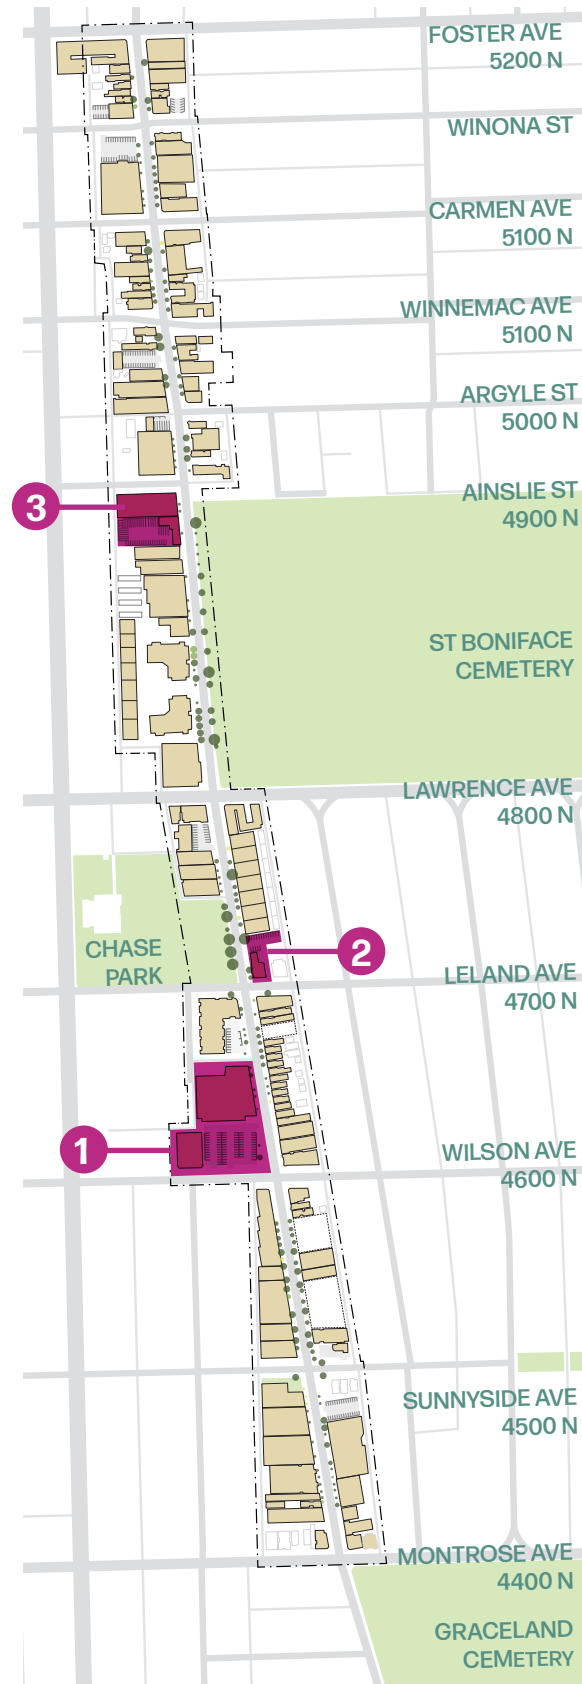 FOSTER AVE
5200 N
WINONA ST
CARMEN AVE
5100 N
WINNEMAC AVE
5100 N
ARGYLE ST
5000 N
3
AINSLIE ST
4900 N
ST BONIFACE
CEMETERY
LAWRENCE AVE
4800 N
CHASE
PARK
2
LELAND AVE
4700 N
1
WILSON AVE
4600 N
SUNNYSIDE AVE
4500 N
MONTROSE AVE
4400 N
GRACELAND
CEMETERY